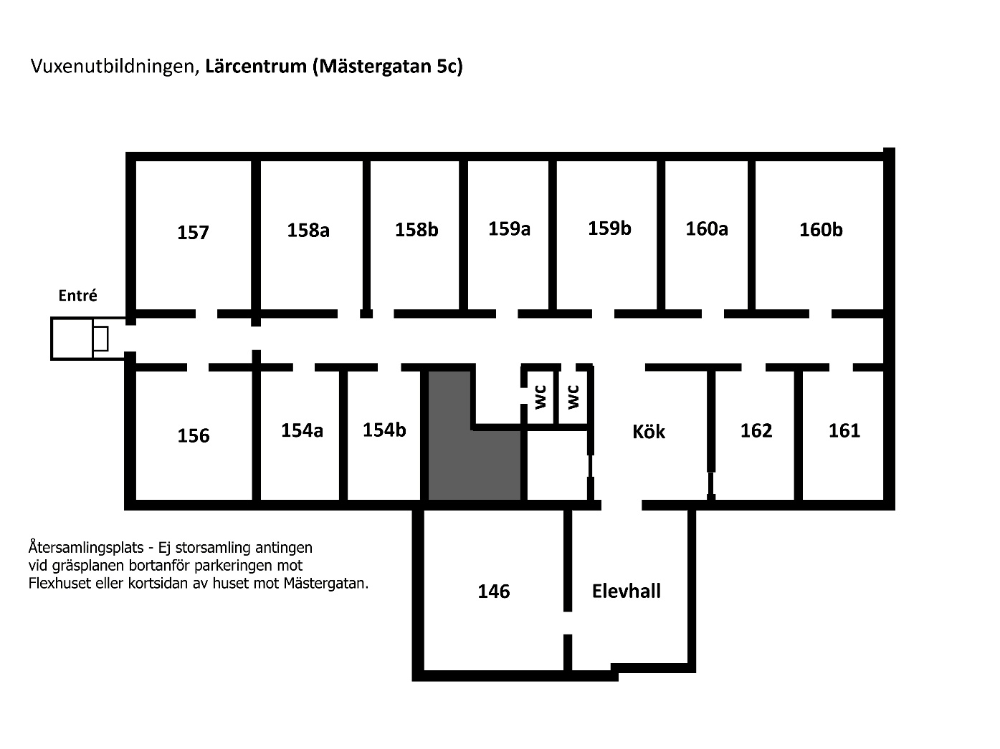 Vuxenutbildningen, Lärcentrum (Mästergatan 5c)
157
158a
158b
159a
159b
160a
160b
Entré
156
154a
154b
wc
wc
Kök
162
161
Återsamlingsplats - Ej storsamling antingen
vid gräsplanen bortanför parkeringen mot
Flexhuset eller kortsidan av huset mot Mästergatan.
146
Elevhall